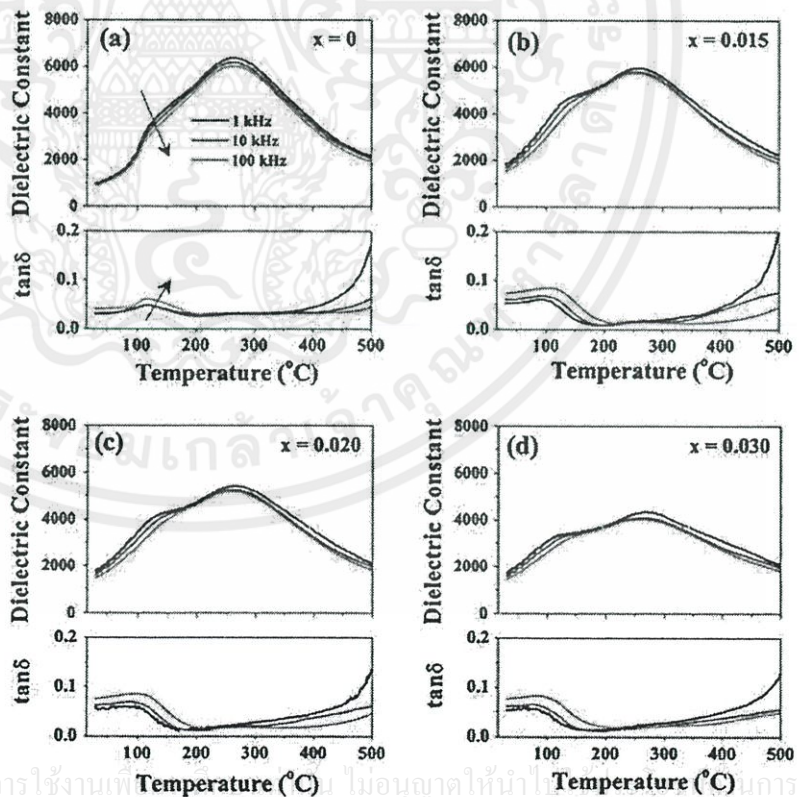 (a)
x = 0
Dielectric Constant
8000
6000
4000
2000
0
1 kHz
10 kHz
100 kHz
tanδ
0.2
0.1
0.0
100 200 300 400 500
Temperature (°C)
(b)
x = 0.015
Dielectric Constant
8000
6000
4000
2000
0
tanδ
0.2
0.1
0.0
100 200 300 400 500
Temperature (°C)
(c)
x = 0.020
Dielectric Constant
8000
6000
4000
2000
0
tanδ
0.2
0.1
0.0
100 200 300 400 500
Temperature (°C)
(d)
x = 0.030
Dielectric Constant
8000
6000
4000
2000
0
tanδ
0.2
0.1
0.0
100 200 300 400 500
Temperature (°C)